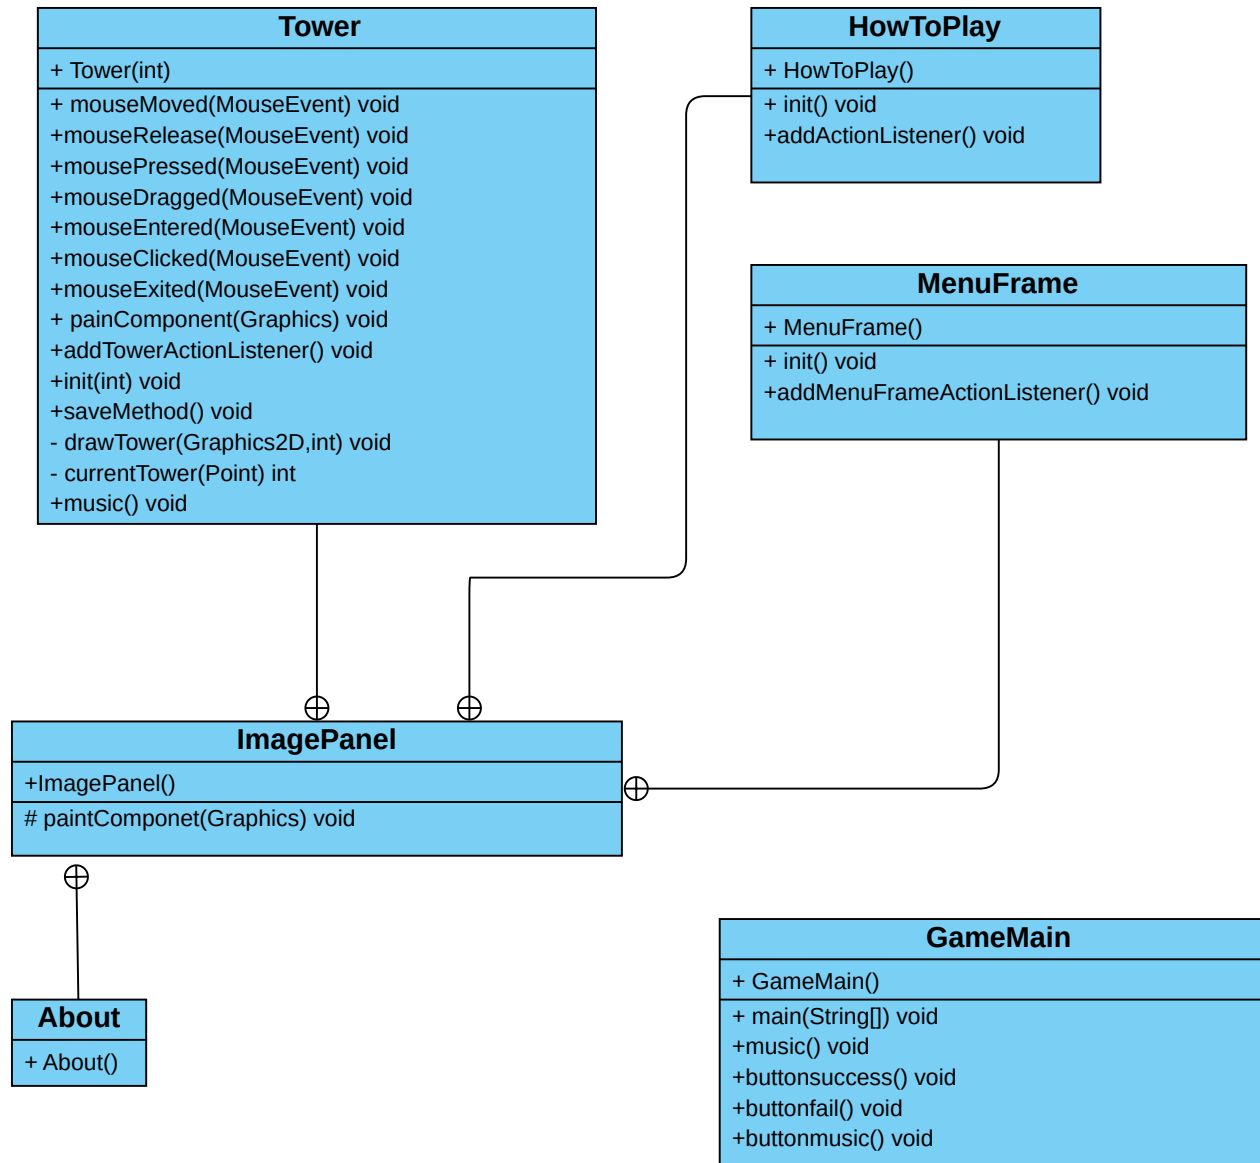 Tower
+ Tower(int)
+ mouseMoved(MouseEvent) void
+mouseRelease(MouseEvent) void
+mousePressed(MouseEvent) void
+mouseDragged(MouseEvent) void
+mouseEntered(MouseEvent) void
+mouseClicked(MouseEvent) void
+mouseExited(MouseEvent) void
+ painComponent(Graphics) void
+addTowerActionListener() void
+init(int) void
+saveMethod() void
- drawTower(Graphics2D,int) void
- currentTower(Point) int
+music() void
HowToPlay
+ HowToPlay()
+ init() void
+addActionListener() void
MenuFrame
+ MenuFrame()
+ init() void
+addMenuFrameActionListener() void
ImagePanel
+ImagePanel()
# paintComponet(Graphics) void
About
+ About()
GameMain
+ GameMain()
+ main(String[]) void
+music() void
+buttonsuccess() void
+buttonfail() void
+buttonmusic() void